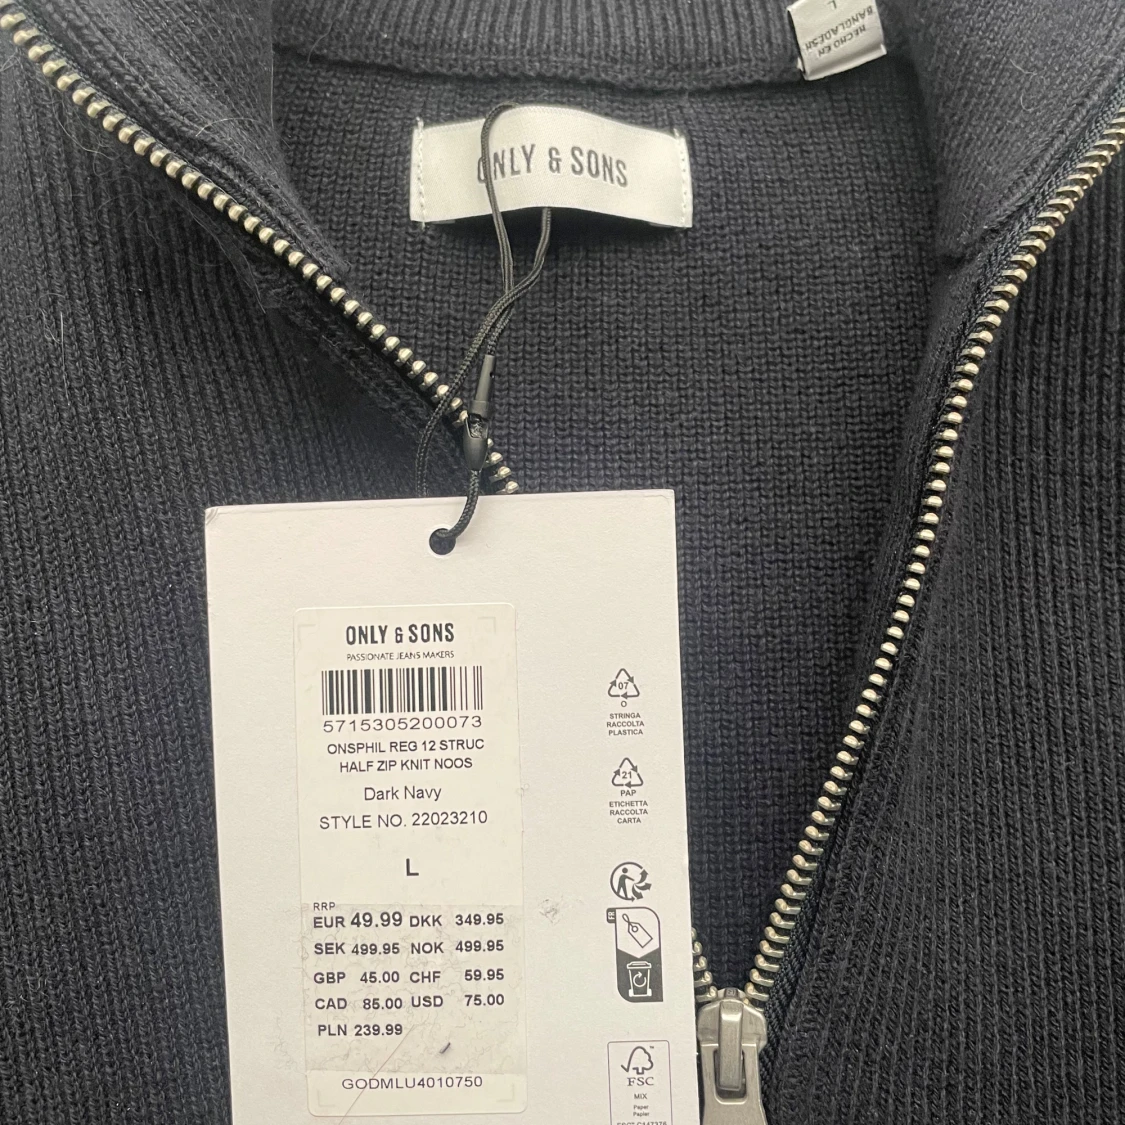 L
HECHO EN
BANGLADESH
ONLY & SONS
ONLY & SONS
PASSIONATE JEANS MAKERS
5715305200073
ONSPHIL REG 12 STRUC
HALF ZIP KNIT NOOS
Dark Navy
STYLE NO. 22023210
L
RRP
EUR 49.99 DKK 349.95
SEK 499.95 NOK 499.95
GBP 45.00 CHF 59.95
CAD 85.00 USD 75.00
PLN 239.99
GODMLU4010750
07
O
STRINGA
RACCOLTA
PLASTICA
21
PAP
ETICHETTA
RACCOLTA
CARTA
FR
FSC
MIX
Paper
Papier